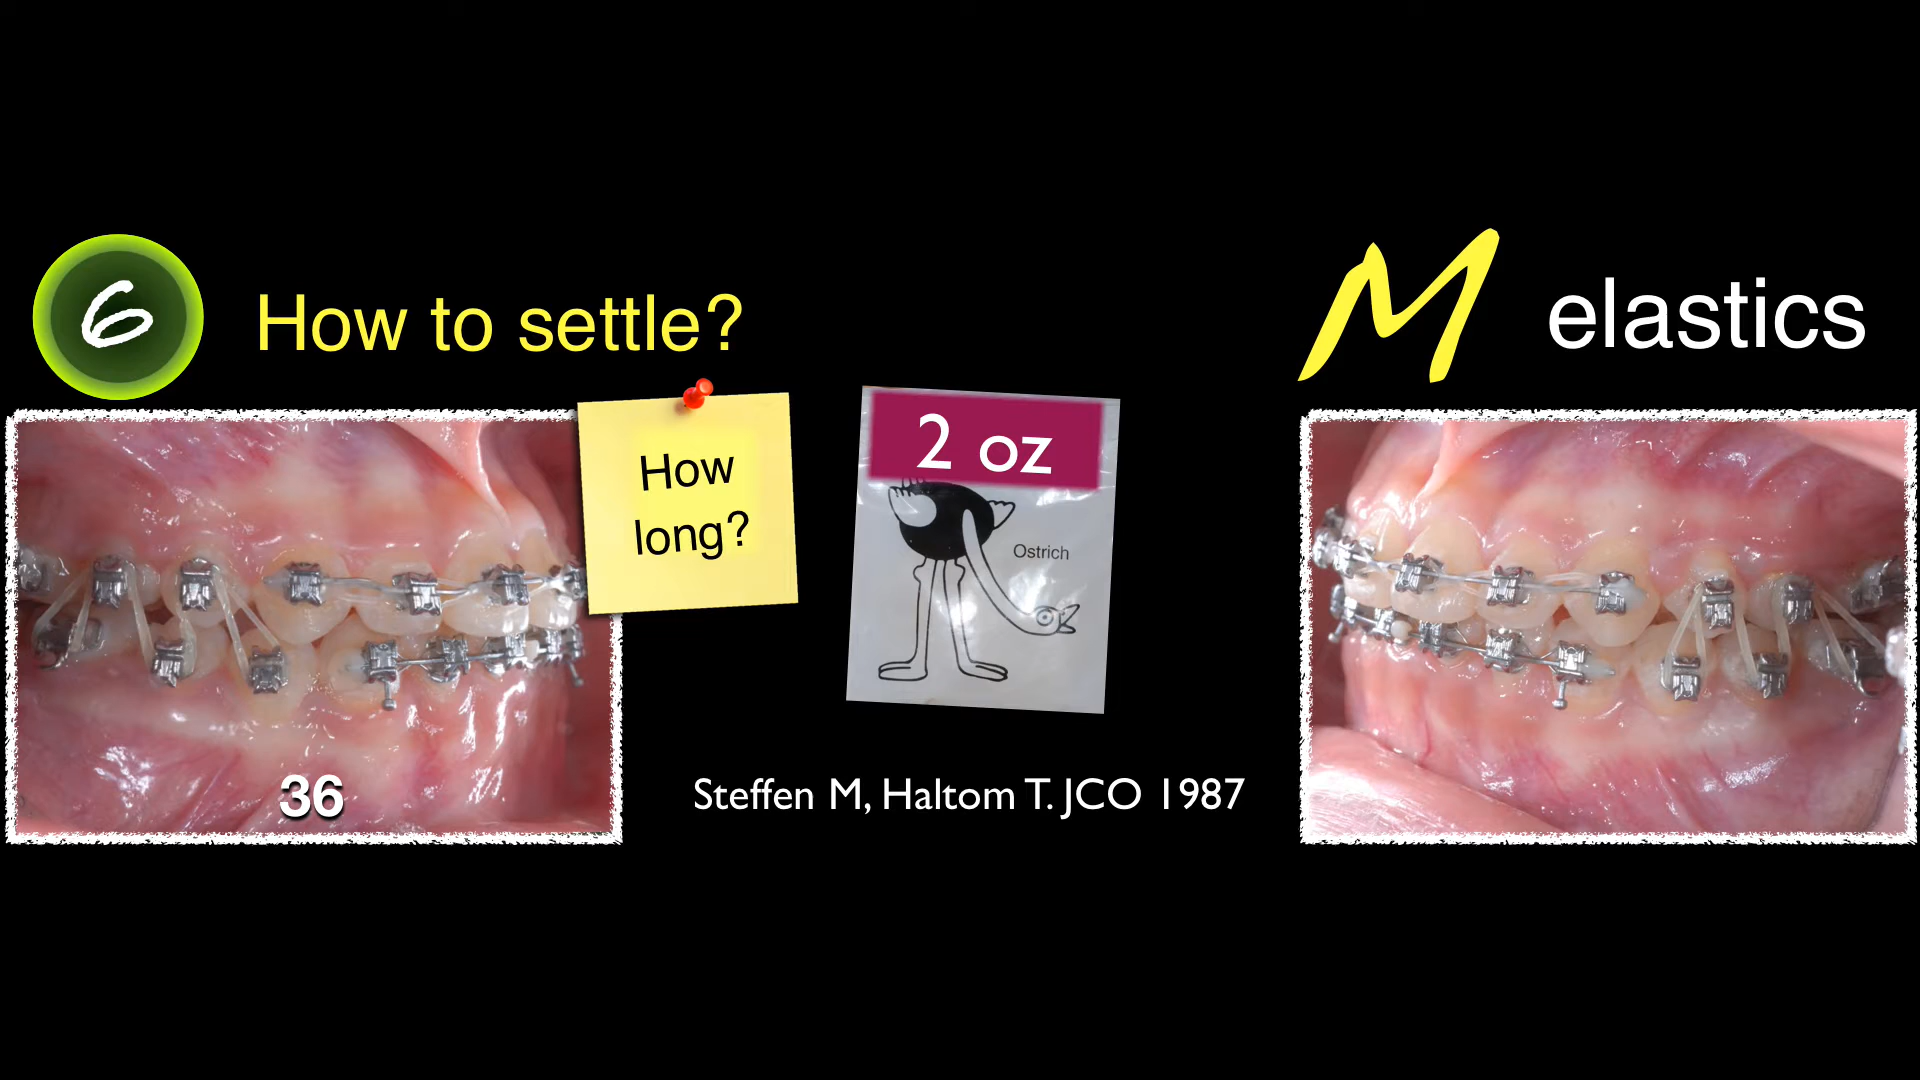 6
How to settle?
M elastics
How
long?
2 oz
Ostrich
36
Steffen M, Haltom T. JCO 1987